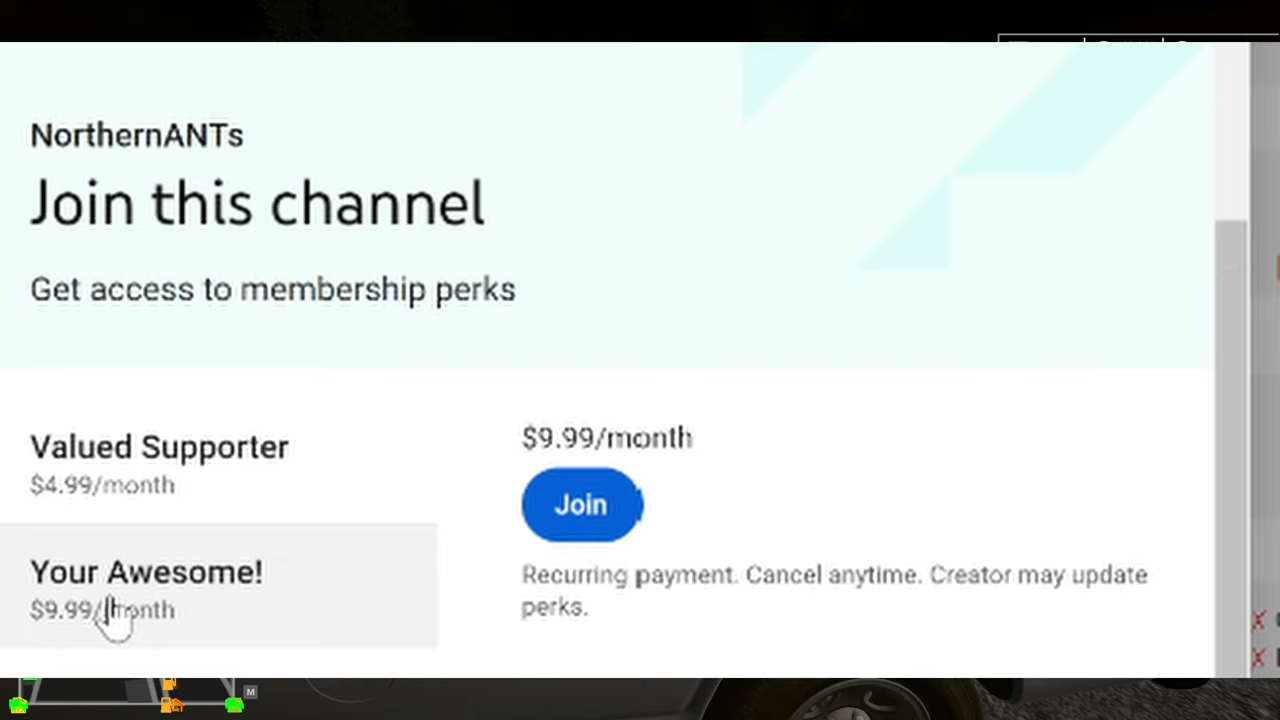 NorthernANTs
Join this channel
Get access to membership perks
Valued Supporter
$4.99/month
$9.99/month
Join
Your Awesome!
$9.99/month
Recurring payment. Cancel anytime. Creator may update
perks.
M
X
X